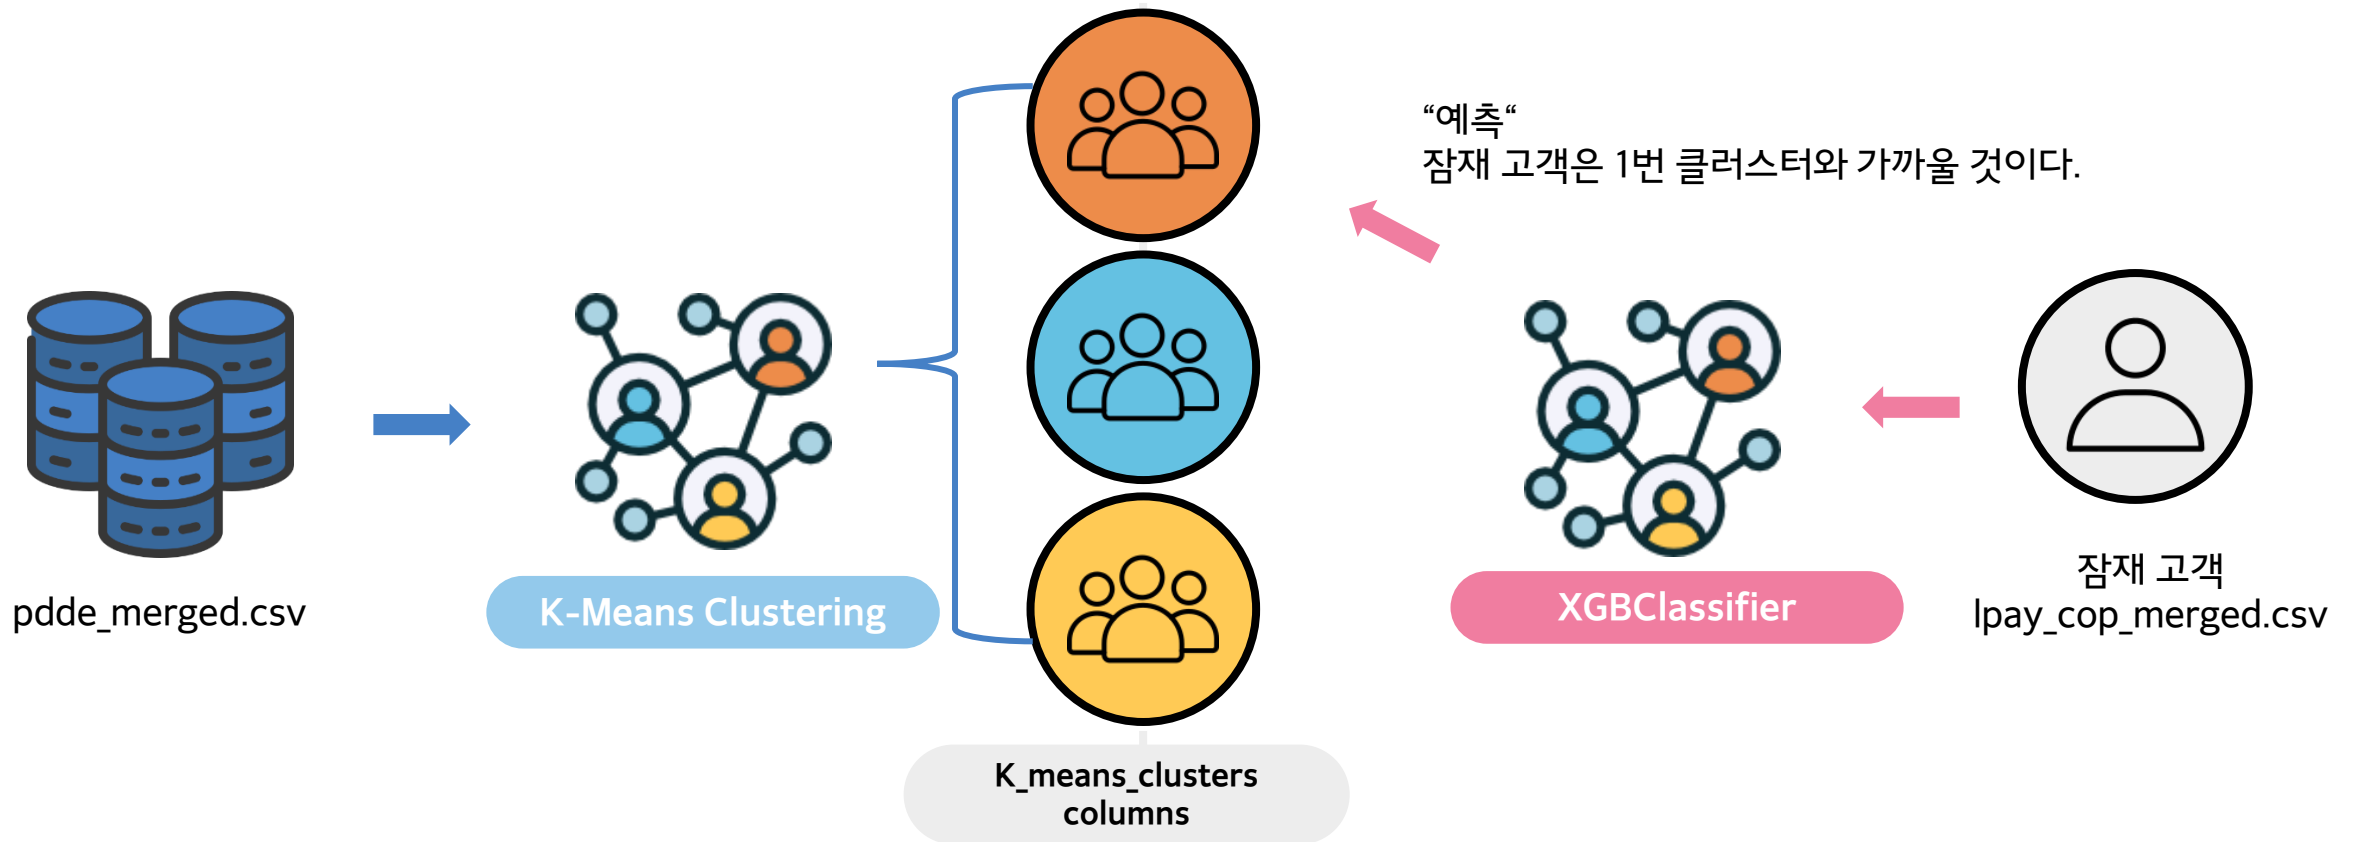 “예측“
잠재 고객은 1번 클러스터와 가까울 것이다.
pdde_merged.csv
K-Means Clustering
K_means_clusters
columns
XGBClassifier
잠재 고객
lpay_cop_merged.csv